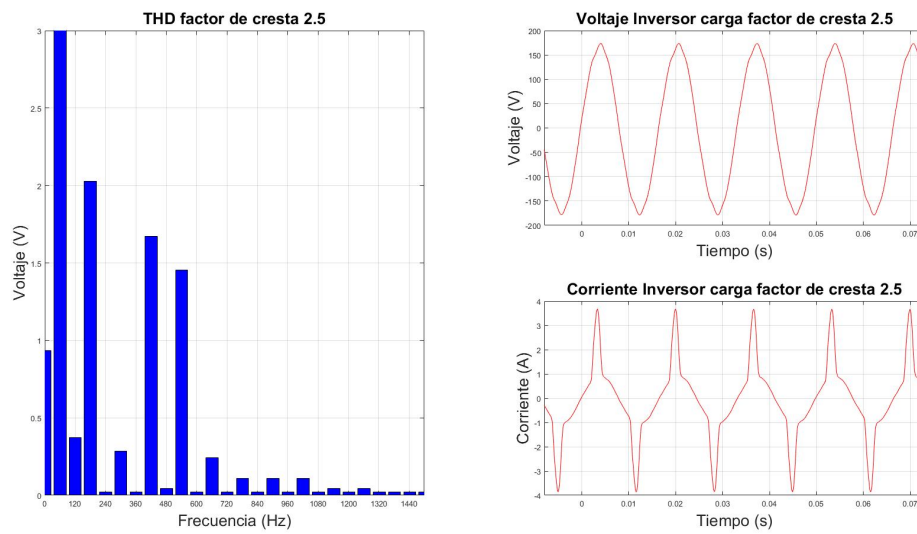 THD factor de cresta 2.5
3
2.5
2
1.5
1
0.5
0
Voltaje (V)
0 120 240 360 480 600 720 840 960 1080 1200 1320 1440
Frecuencia (Hz)
Voltaje Inversor carga factor de cresta 2.5
200
150
100
50
0
-50
-100
-150
-200
Voltaje (V)
0 0.01 0.02 0.03 0.04 0.05 0.06 0.07
Tiempo (s)
Corriente Inversor carga factor de cresta 2.5
4
3
2
1
0
-1
-2
-3
-4
Corriente (A)
0 0.01 0.02 0.03 0.04 0.05 0.06 0.07
Tiempo (s)